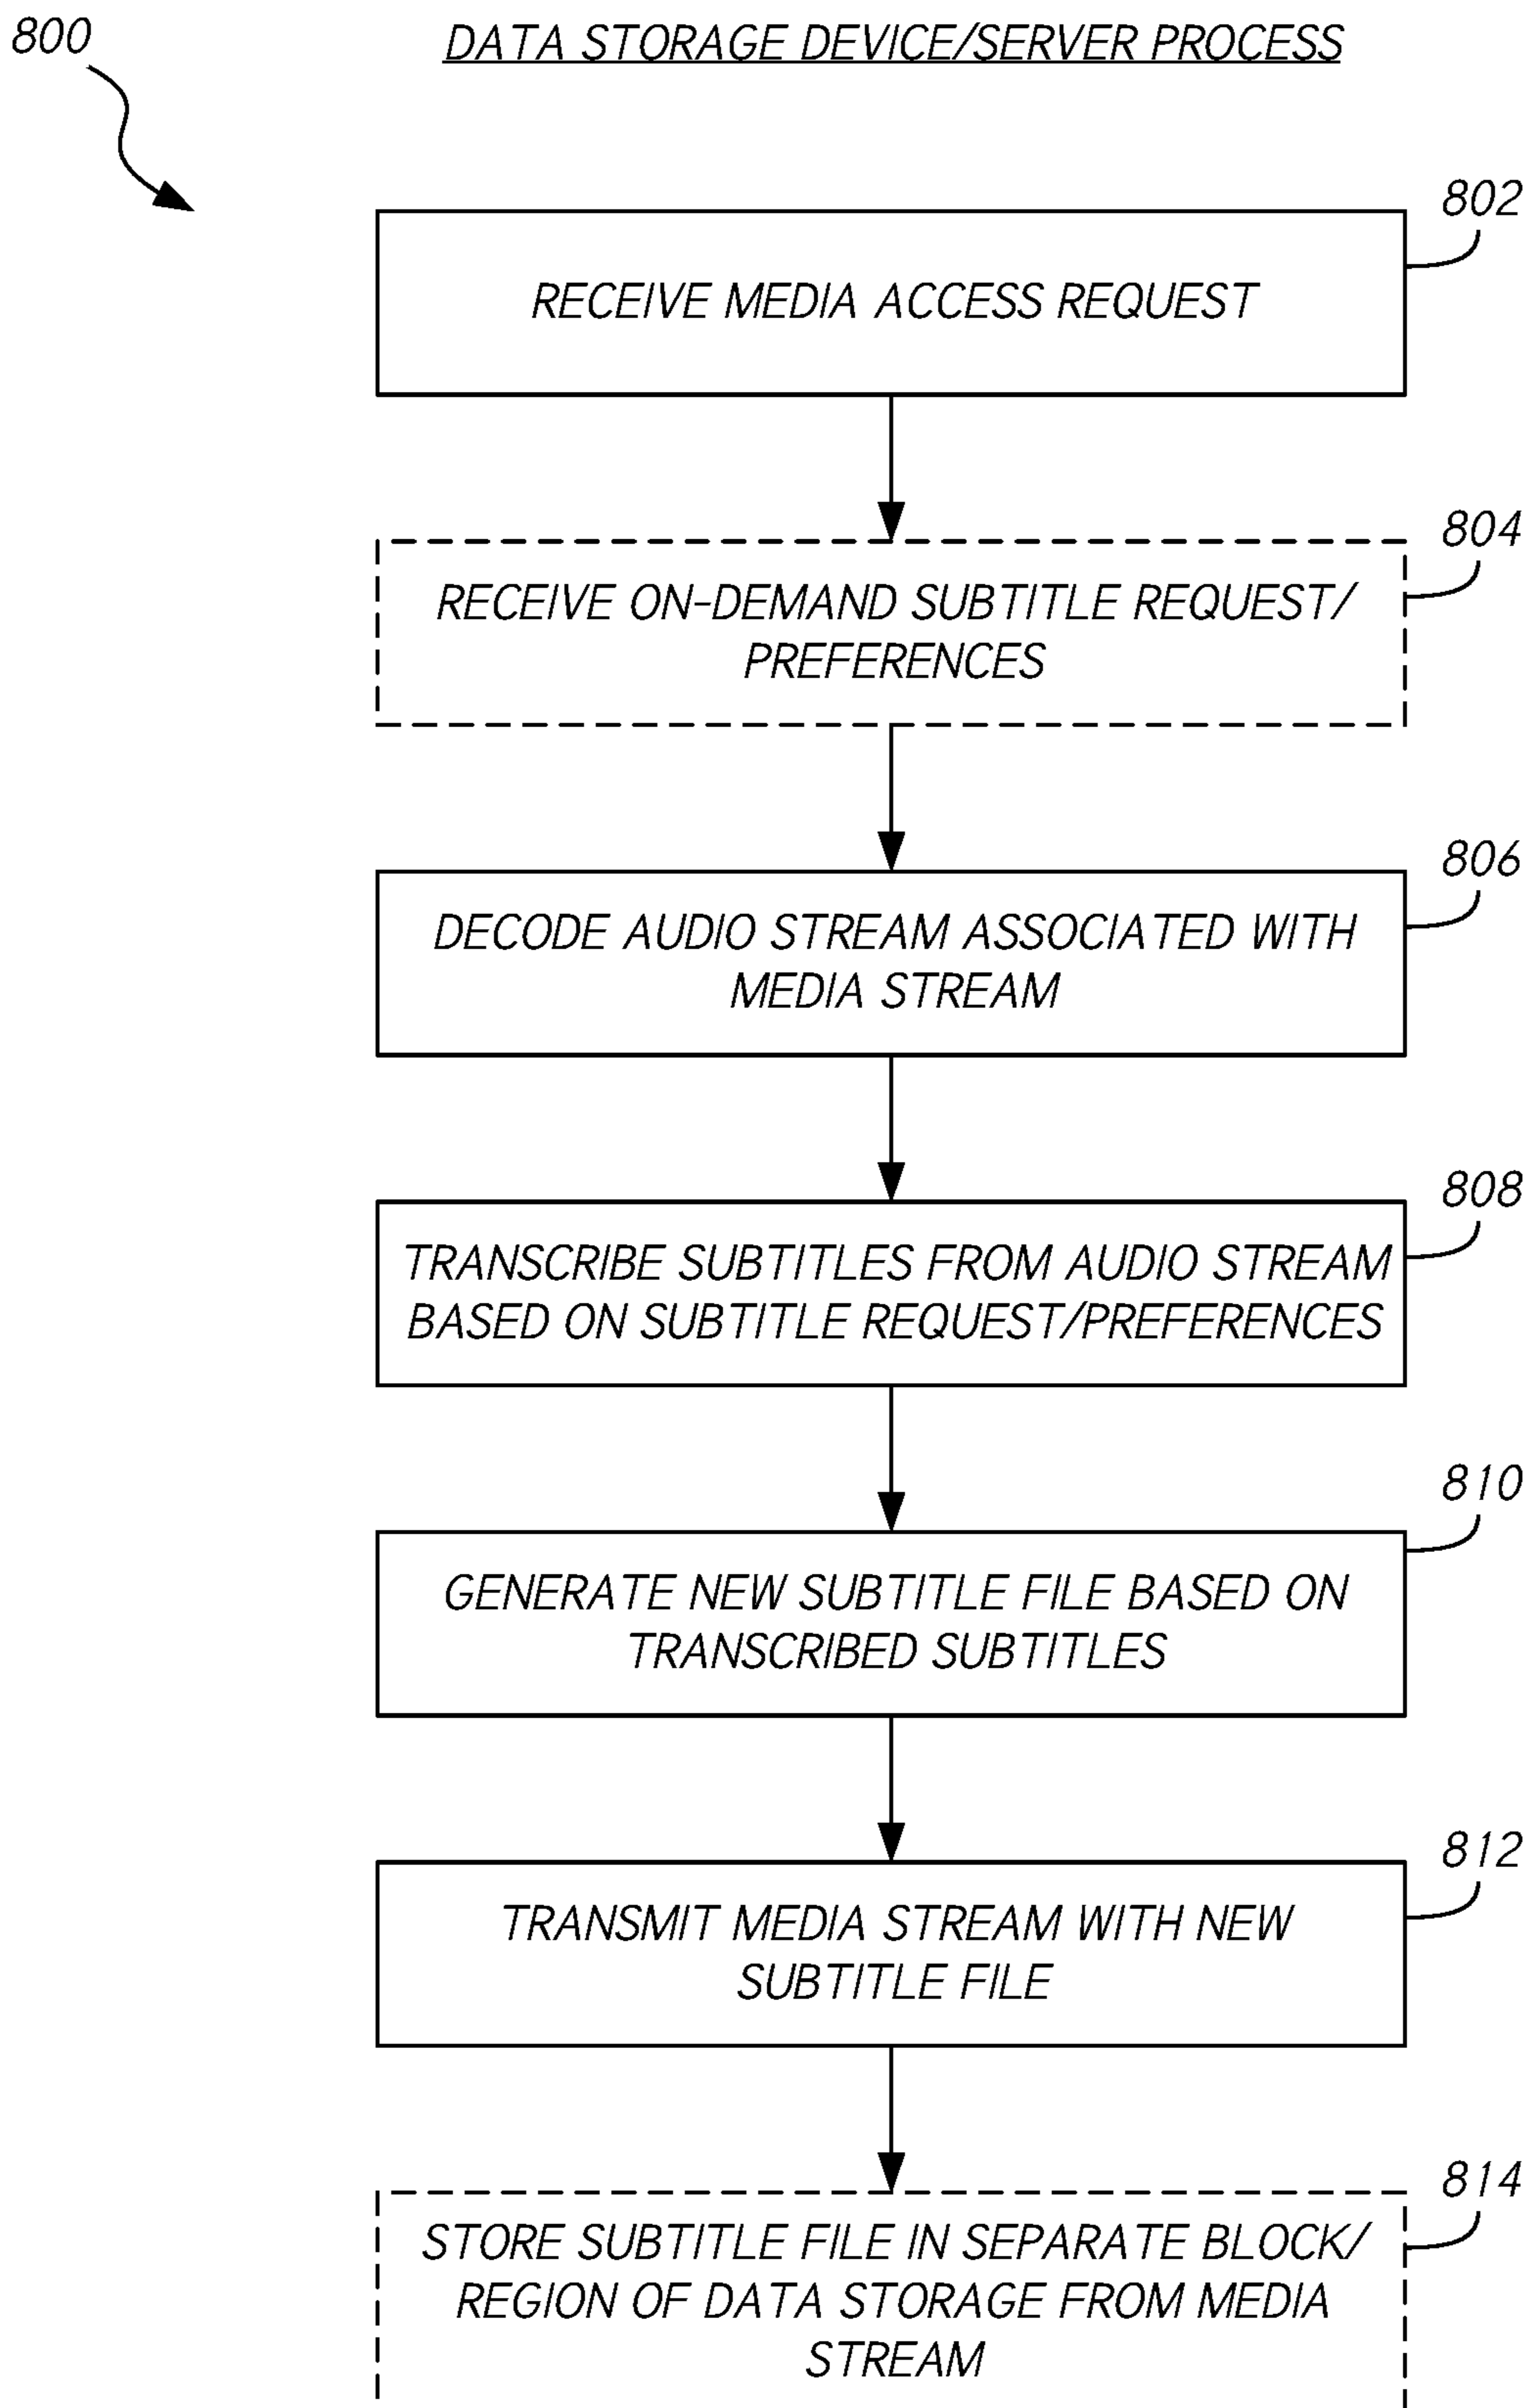 800
DATA STORAGE DEVICE/SERVER PROCESS
802
RECEIVE MEDIA ACCESS REQUEST
804
RECEIVE ON-DEMAND SUBTITLE REQUEST/
PREFERENCES
806
DECODE AUDIO STREAM ASSOCIATED WITH
MEDIA STREAM
808
TRANSCRIBE SUBTITLES FROM AUDIO STREAM
BASED ON SUBTITLE REQUEST/PREFERENCES
810
GENERATE NEW SUBTITLE FILE BASED ON
TRANSCRIBED SUBTITLES
812
TRANSMIT MEDIA STREAM WITH NEW
SUBTITLE FILE
814
STORE SUBTITLE FILE IN SEPARATE BLOCK/
REGION OF DATA STORAGE FROM MEDIA
STREAM